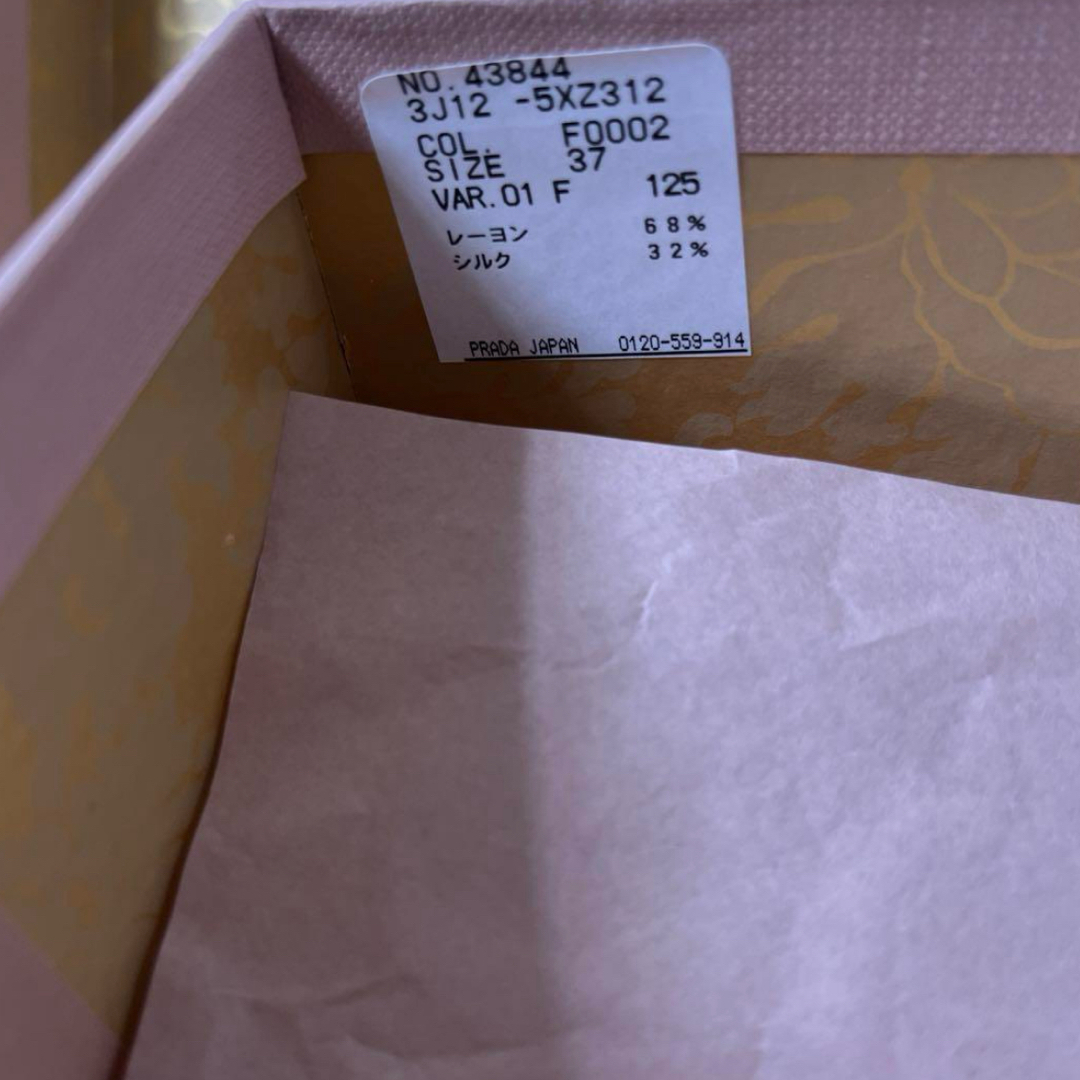 NO.43844
3J12 -5XZ312
COL. F0002
SIZE 37
VAR.01 F 125
レーヨン 68%
シルク 32%
PRADA JAPAN 0120-559-914